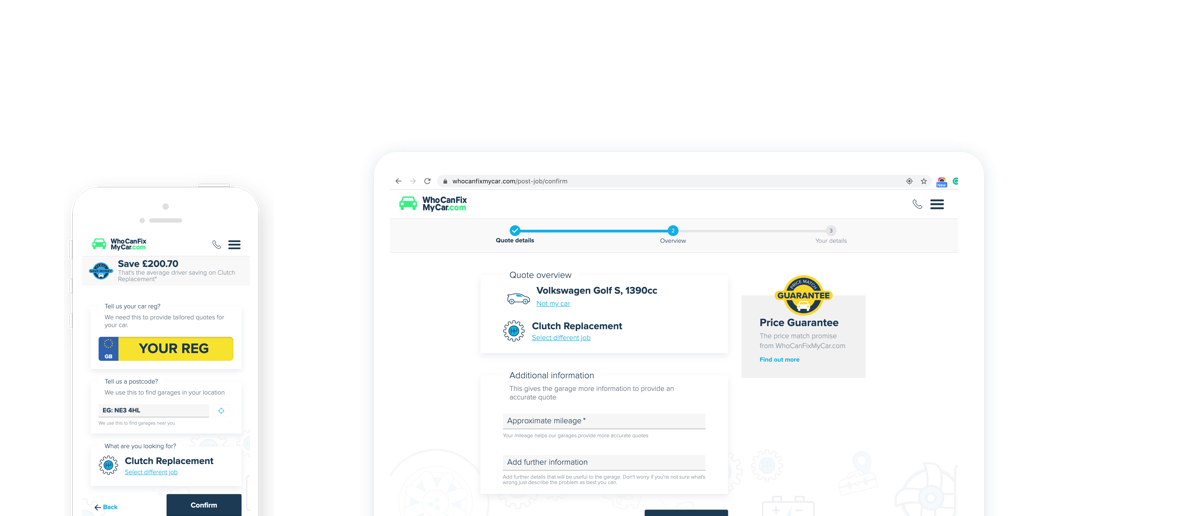 WhoCanFix
MyCar.com
Save £200.70
That's the average driver saving on Clutch
Replacement*
Tell us your car reg?
We need this to provide tailored quotes for
your car.
GB
YOUR REG
Tell us a postcode?
We use this to find garages in your location
EG: NE3 4HL
We use this to find garages near you
What are you looking for?
Clutch Replacement
Select different job
Back
Confirm
whocanfixmycar.com/post-job/confirm
New
WhoCanFix
MyCar.com
Quote details
2
Overview
3
Your details
Quote overview
Volkswagen Golf S, 1390cc
Not my car
Clutch Replacement
Select different job
Additional information
This gives the garage more information to provide an
accurate quote
Approximate mileage *
Your mileage helps our garages provide more accurate quotes
Add further information
Add further details that will be useful to the garage. Don't worry if you're not sure what's
wrong just describe the problem as best you can.
PRICE MATCH
GUARANTEE
Price Guarantee
The price match promise
from WhoCanFixMyCar.com
Find out more